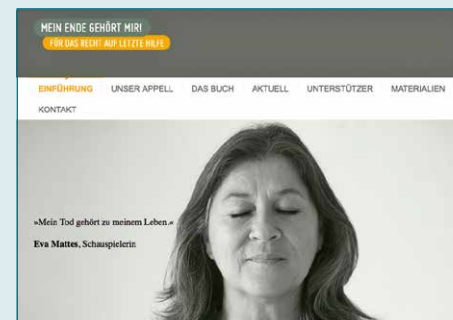 MEIN ENDE GEHÖRT MIR!
FÜR DAS RECHT AUF LETZTE HILFE
EINFÜHRUNG UNSER APPELL DAS BUCH AKTUELL UNTERSTÜTZER MATERIALIEN
KONTAKT
»Mein Tod gehört zu meinem Leben.«
Eva Mattes, Schauspielerin